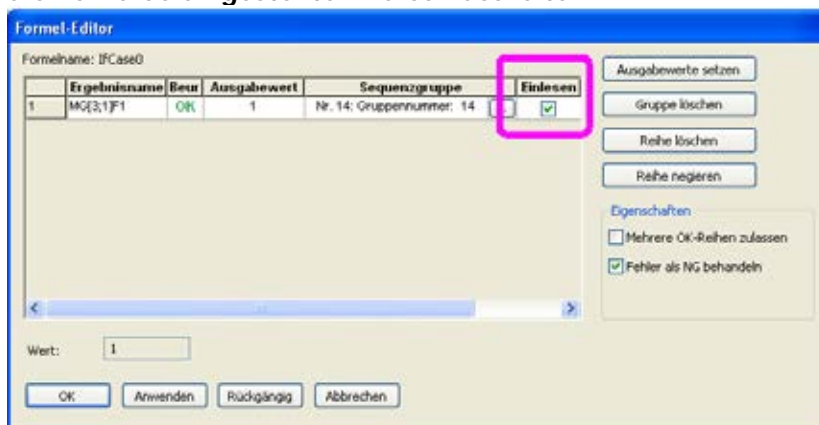 Formel-Editor
Formelname: IfCase0
Ergebnisname Beur Ausgabewert Sequenzgruppe Einlesen
1 MG[3;1]F1 OK 1 Nr. 14: Gruppennummer: 14 ...
Ausgabewerte setzen
Gruppe löschen
Reihe löschen
Reihe negieren
Eigenschaften
Mehrere OK-Reihen zulassen
Fehler als NG behandeln
Wert: 1
OK Anwenden Rückgängig Abbrechen